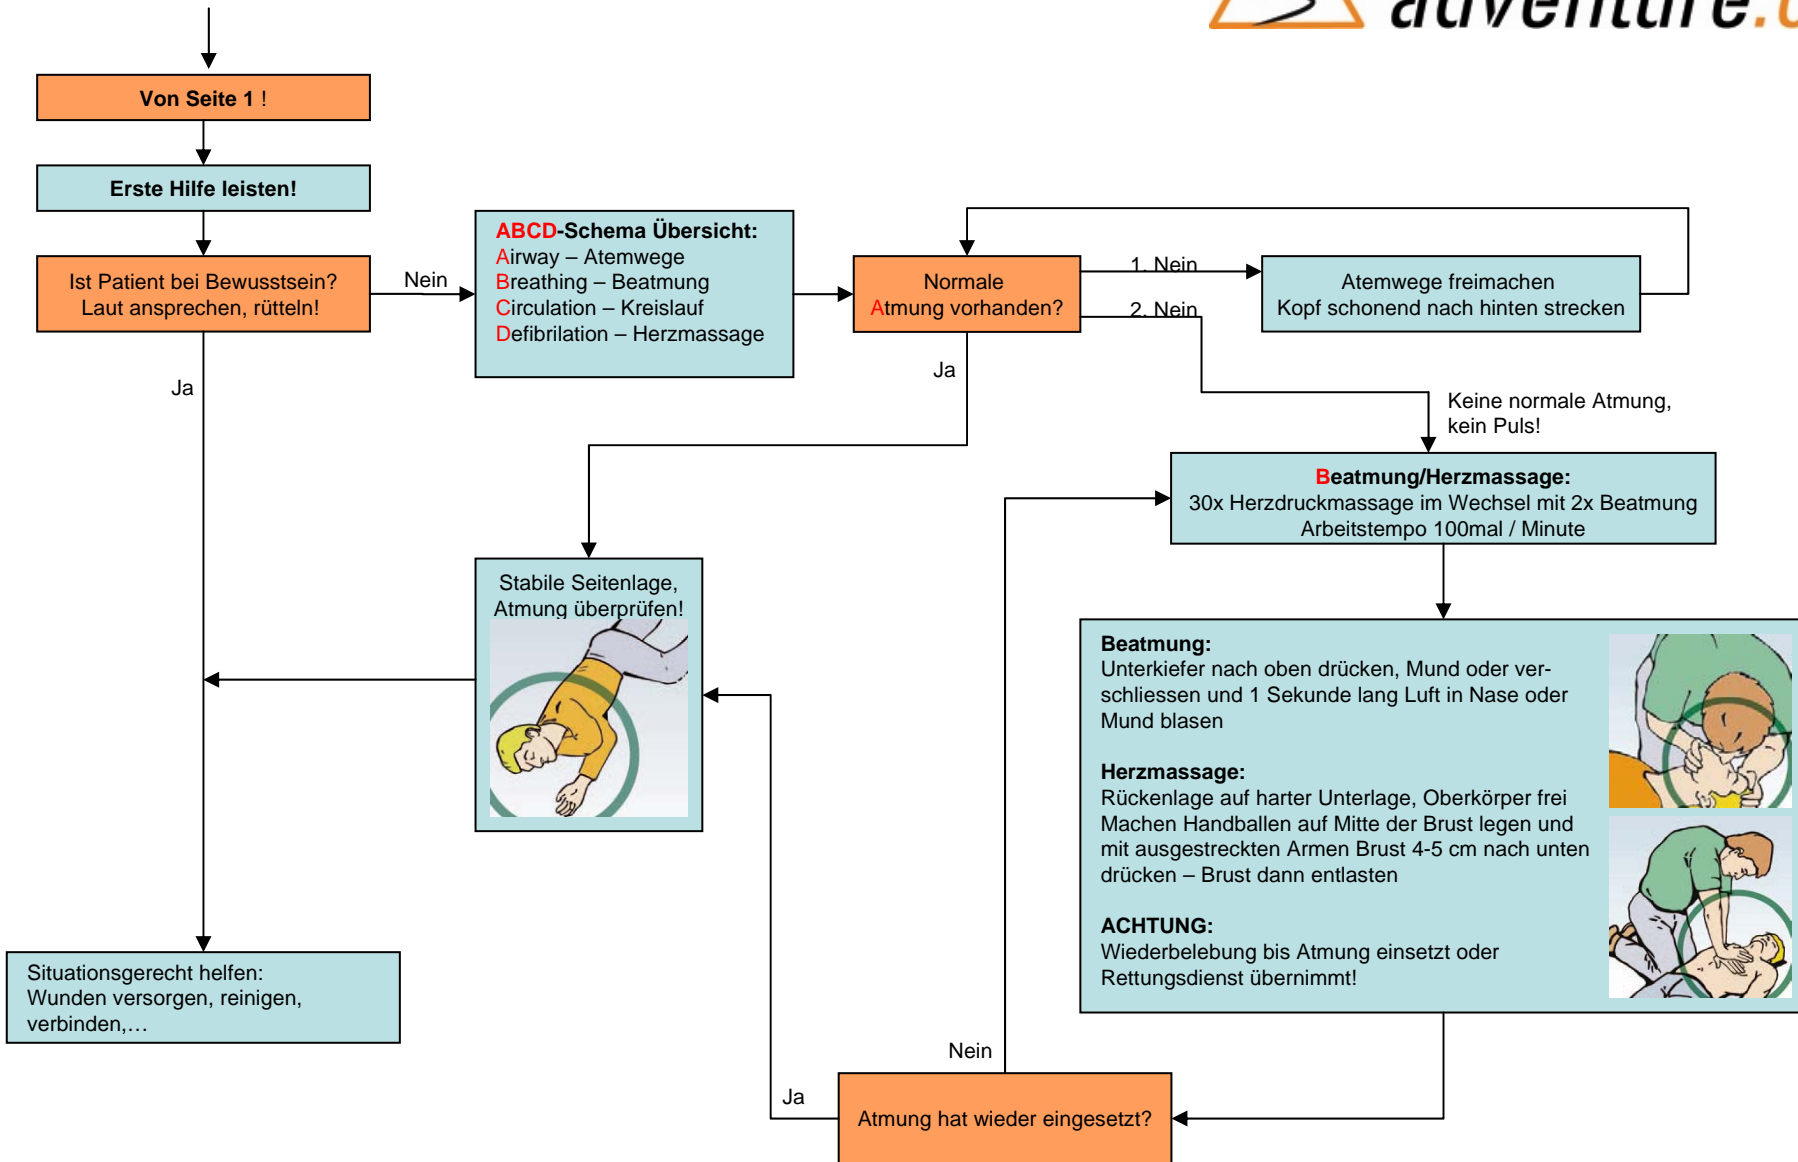 adventure.
Von Seite 1 !
Erste Hilfe leisten!
Ist Patient bei Bewusstsein?
Laut ansprechen, rütteln!
Nein
Ja
ABCD-Schema Übersicht:
Airway – Atemwege
Breathing – Beatmung
Circulation – Kreislauf
Defibrilation – Herzmassage
Normale
Atmung vorhanden?
1. Nein
2. Nein
Ja
Atemwege freimachen
Kopf schonend nach hinten strecken
Keine normale Atmung,
kein Puls!
Beatmung/Herzmassage:
30x Herzdruckmassage im Wechsel mit 2x Beatmung
Arbeitstempo 100mal / Minute
Stabile Seitenlage,
Atmung überprüfen!
Beatmung:
Unterkiefer nach oben drücken, Mund oder ver-
schliessen und 1 Sekunde lang Luft in Nase oder
Mund blasen
Herzmassage:
Rückenlage auf harter Unterlage, Oberkörper frei
Machen Handballen auf Mitte der Brust legen und
mit ausgestreckten Armen Brust 4-5 cm nach unten
drücken – Brust dann entlasten
ACHTUNG:
Wiederbelebung bis Atmung einsetzt oder
Rettungsdienst übernimmt!
Situationsgerecht helfen:
Wunden versorgen, reinigen,
verbinden,…
Nein
Ja
Atmung hat wieder eingesetzt?